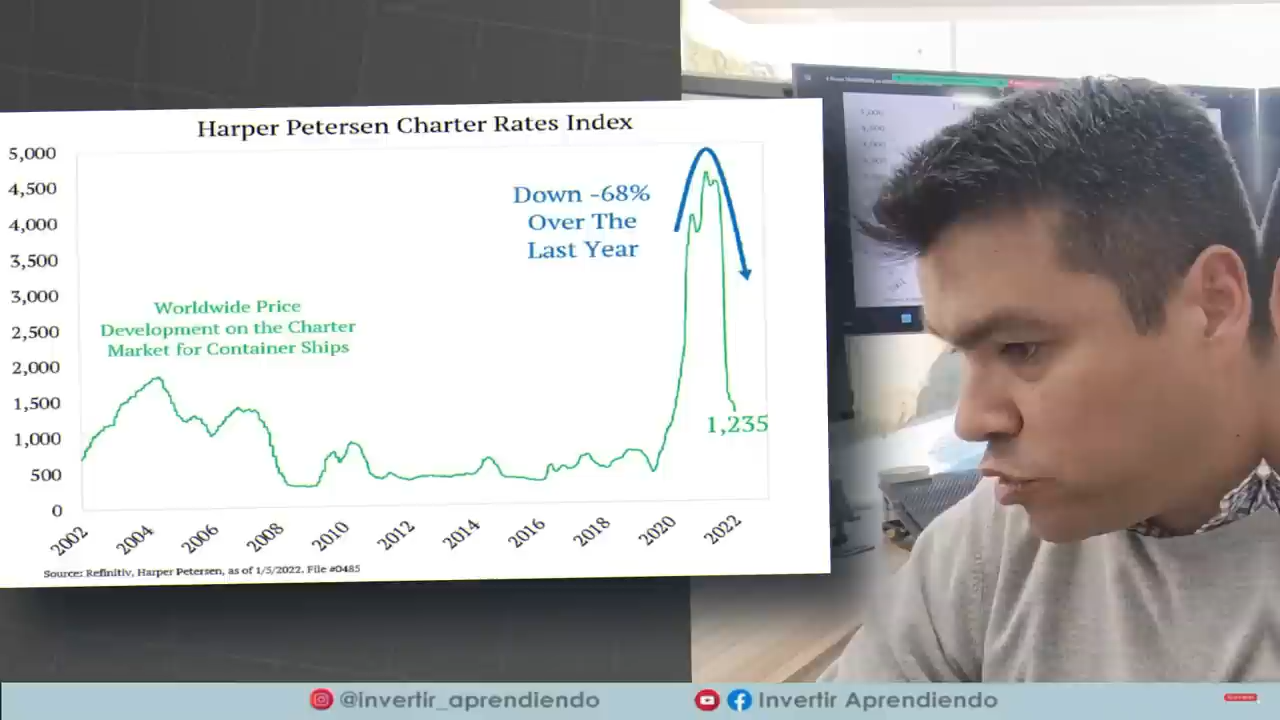 Harper Petersen Charter Rates Index
5,000
4,500
4,000
3,500
3,000
2,500
2,000
1,500
1,000
500
0
Down -68%
Over The
Last Year
Worldwide Price
Development on the Charter
Market for Container Ships
1,235
2002
2004
2006
2008
2010
2012
2014
2016
2018
2020
2022
Source: Refinitiv, Harper Petersen, as of 1/5/2022. File #0485
@invertir_aprendiendo
Invertir Aprendiendo